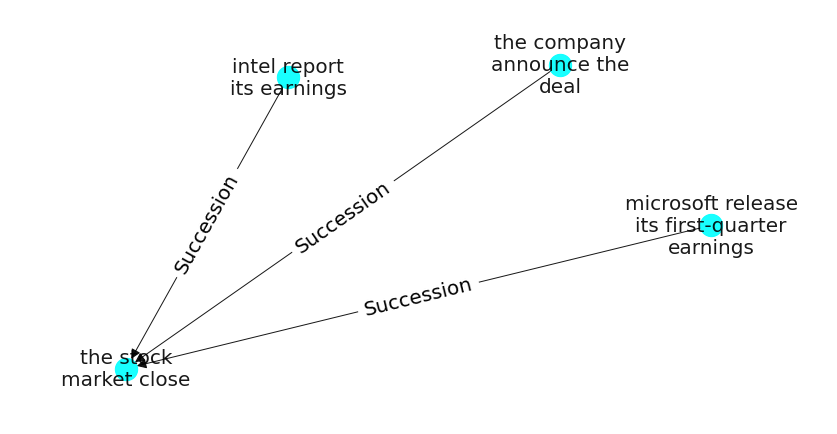 the company
announce the
deal
intel report
its earnings
Succession
Succession
microsoft release
its first-quarter
earnings
Succession
the stock
market close